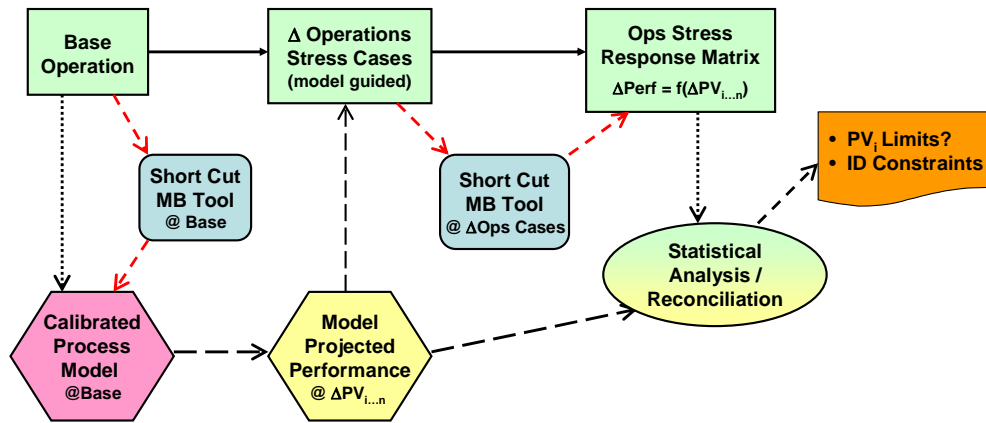 Base
Operation
Δ Operations
Stress Cases
(model guided)
Ops Stress
Response Matrix
ΔPerf = f(ΔPVi…n)
• PVi Limits?
• ID Constraints
Short Cut
MB Tool
@ Base
Short Cut
MB Tool
@ ΔOps Cases
Statistical
Analysis /
Reconciliation
Calibrated
Process
Model
@Base
Model
Projected
Performance
@ ΔPVi…n